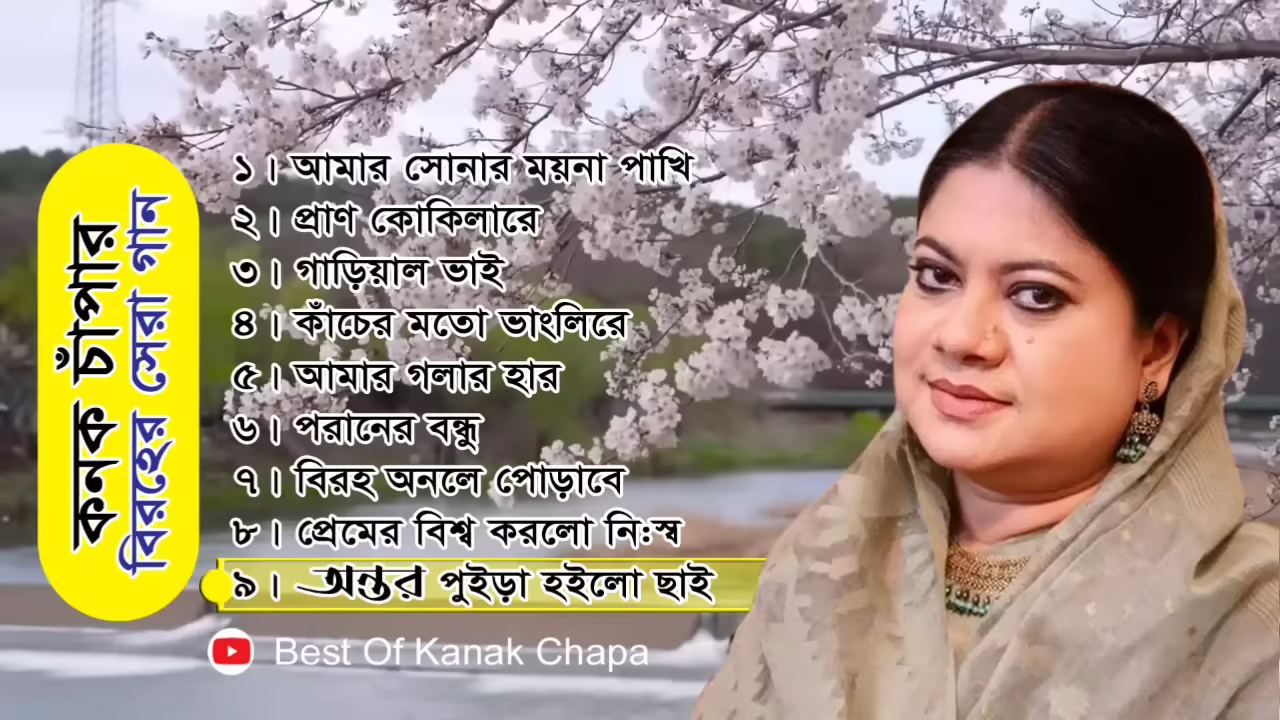 কনক চাঁপার
বিরহের সেরা গান
১। আমার সোনার ময়না পাখি
২। প্রাণ কোকিলারে
৩। গাড়িয়াল ভাই
৪। কাঁচের মতো ভাংলিরে
৫। আমার গলার হার
৬। পরানের বন্ধু
৭। বিরহ অনলে পোড়াবে
৮। প্রেমের বিশ্ব করলো নিঃস্ব
৯। অন্তর পুইড়া হইলো ছাই
Best Of Kanak Chapa